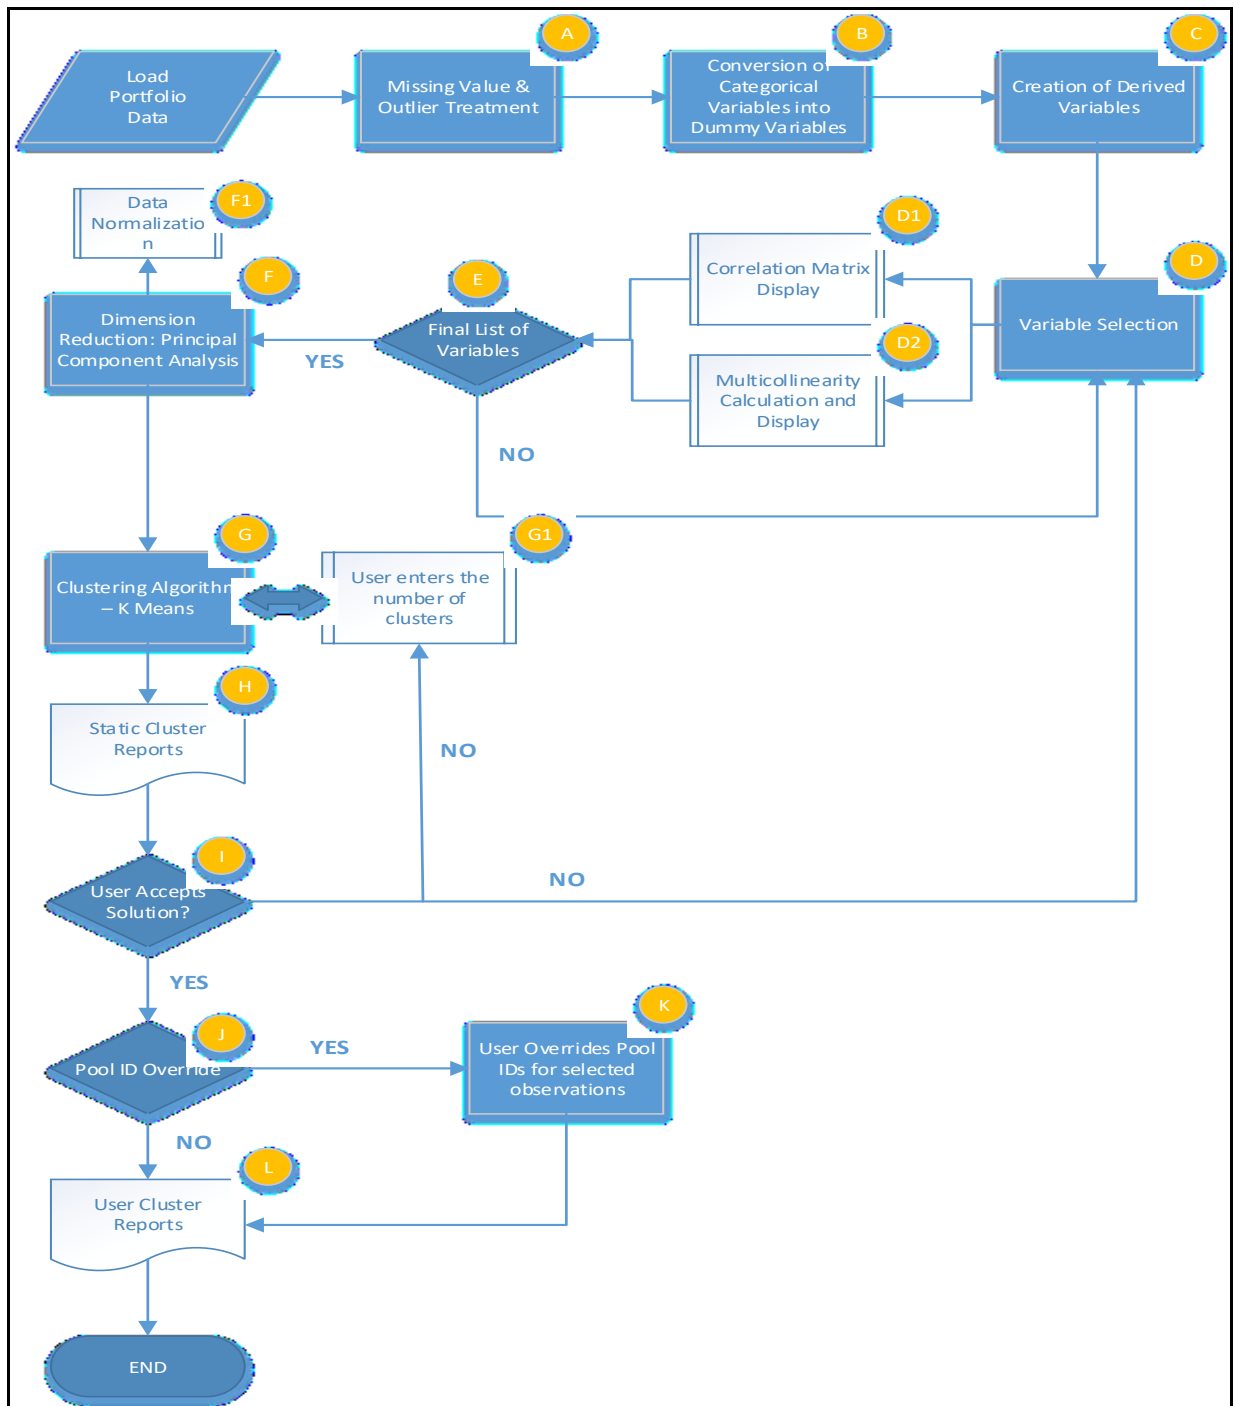 A
B
C
Load
Portfolio
Data
Missing Value &
Outlier Treatment
Conversion of
Categorical
Variables into
Dummy Variables
Creation of Derived
Variables
F1
Data
Normalizatio
n
D1
D
Correlation Matrix
Display
E
F
Variable Selection
Final List of
Variables
Dimension
Reduction: Principal
Component Analysis
YES
D2
Multicollinearity
Calculation and
Display
NO
G
G1
Clustering Algorithm
– K Means
User enters the
number of
clusters
H
Static Cluster
Reports
NO
I
User Accepts
Solution?
NO
YES
J
K
Pool ID Override
YES
User Overrides Pool
IDs for selected
observations
NO
L
User Cluster
Reports
END